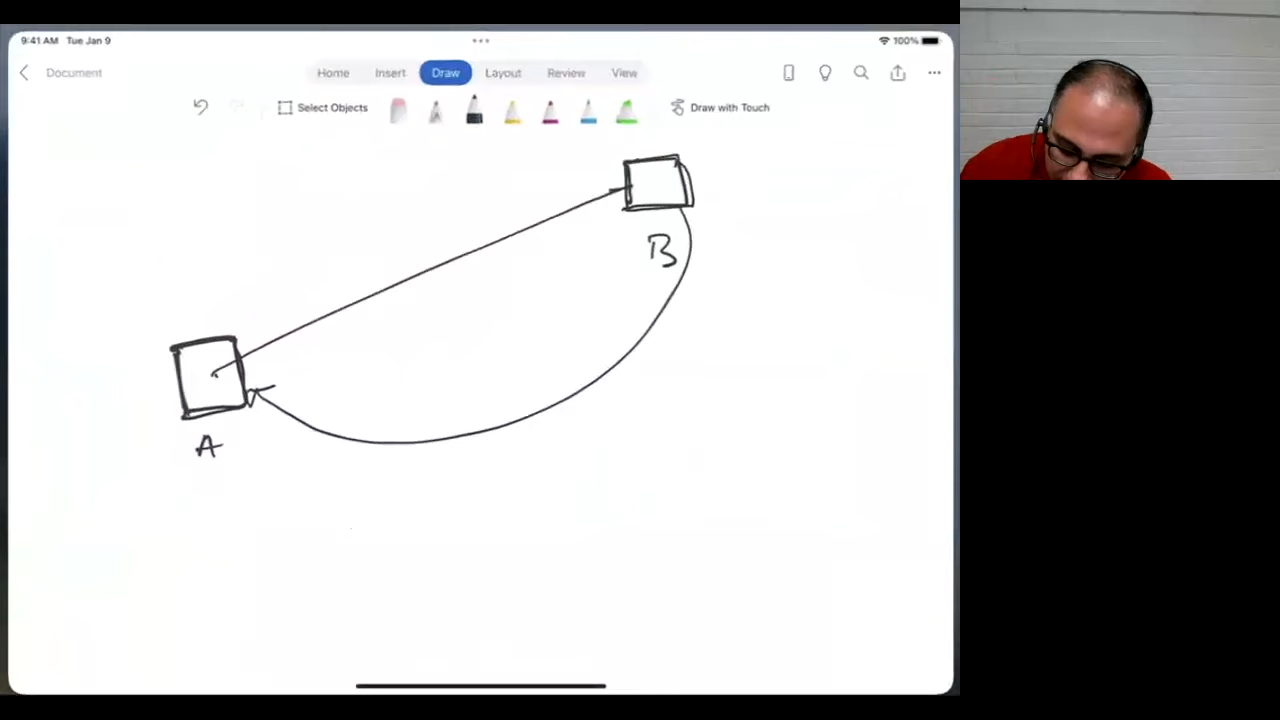 9:41 AM Tue Jan 9
100%
Document
Home Insert Draw Layout Review View
Select Objects
Draw with Touch
B
A